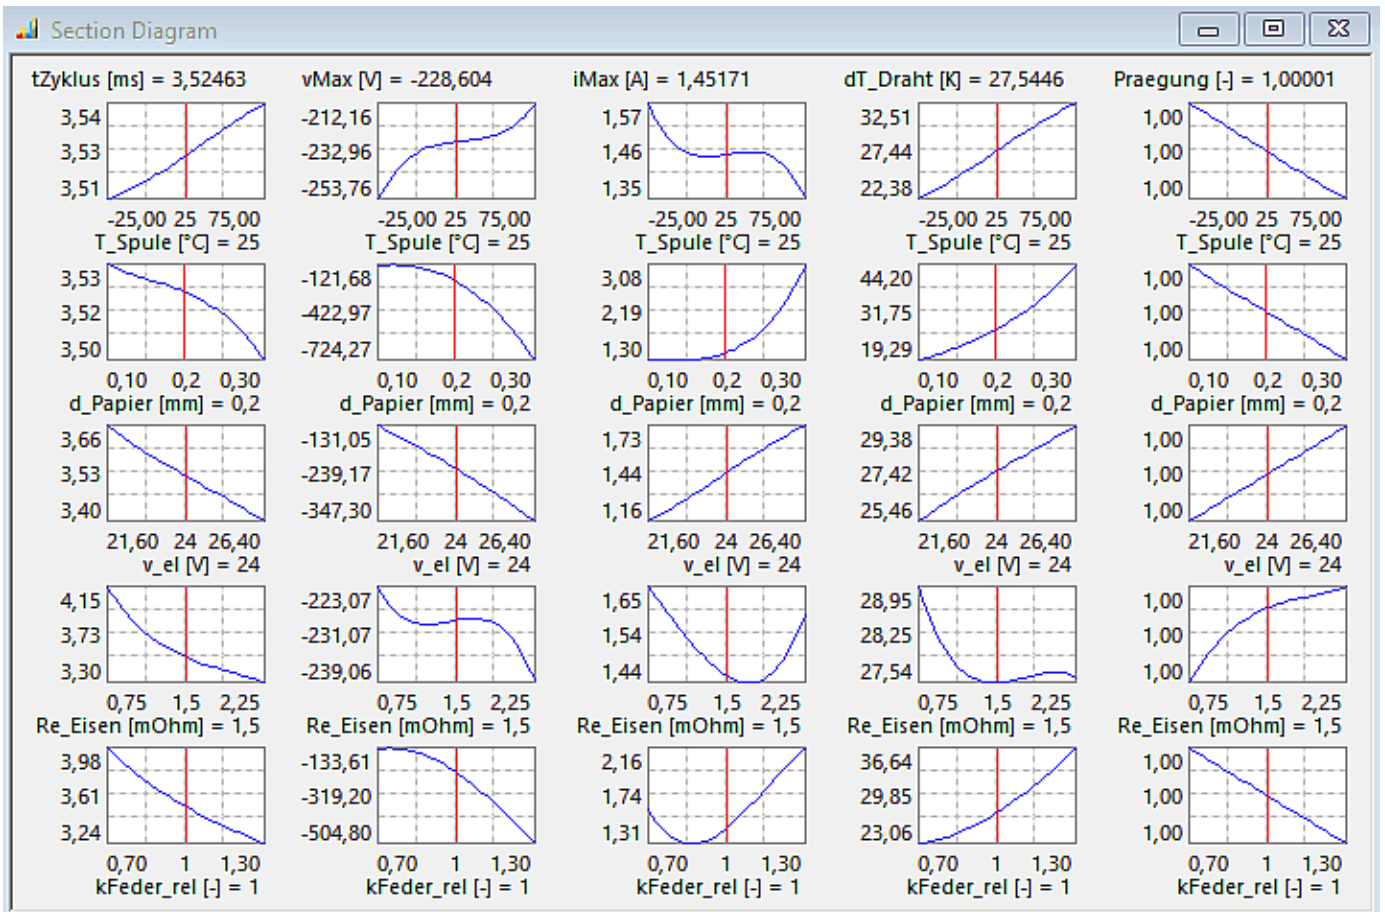 Section Diagram
tZyklus [ms] = 3,52463 vMax [V] = -228,604 iMax [A] = 1,45171 dT_Draht [K] = 27,5446 Praegung [-] = 1,00001
3,54 -212,16 1,57 32,51 1,00
3,53 -232,96 1,46 27,44 1,00
3,51 -253,76 1,35 22,38 1,00
-25,00 25 75,00 -25,00 25 75,00 -25,00 25 75,00 -25,00 25 75,00 -25,00 25 75,00
T_Spule [°C] = 25 T_Spule [°C] = 25 T_Spule [°C] = 25 T_Spule [°C] = 25 T_Spule [°C] = 25
3,53 -121,68 3,08 44,20 1,00
3,52 -422,97 2,19 31,75 1,00
3,50 -724,27 1,30 19,29 1,00
0,10 0,2 0,30 0,10 0,2 0,30 0,10 0,2 0,30 0,10 0,2 0,30 0,10 0,2 0,30
d_Papier [mm] = 0,2 d_Papier [mm] = 0,2 d_Papier [mm] = 0,2 d_Papier [mm] = 0,2 d_Papier [mm] = 0,2
3,66 -131,05 1,73 29,38 1,00
3,53 -239,17 1,44 27,42 1,00
3,40 -347,30 1,16 25,46 1,00
21,60 24 26,40 21,60 24 26,40 21,60 24 26,40 21,60 24 26,40 21,60 24 26,40
v_el [V] = 24 v_el [V] = 24 v_el [V] = 24 v_el [V] = 24 v_el [V] = 24
4,15 -223,07 1,65 28,95 1,00
3,73 -231,07 1,54 28,25 1,00
3,30 -239,06 1,44 27,54 1,00
0,75 1,5 2,25 0,75 1,5 2,25 0,75 1,5 2,25 0,75 1,5 2,25 0,75 1,5 2,25
Re_Eisen [mOhm] = 1,5 Re_Eisen [mOhm] = 1,5 Re_Eisen [mOhm] = 1,5 Re_Eisen [mOhm] = 1,5 Re_Eisen [mOhm] = 1,5
3,98 -133,61 2,16 36,64 1,00
3,61 -319,20 1,74 29,85 1,00
3,24 -504,80 1,31 23,06 1,00
0,70 1 1,30 0,70 1 1,30 0,70 1 1,30 0,70 1 1,30 0,70 1 1,30
kFeder_rel [-] = 1 kFeder_rel [-] = 1 kFeder_rel [-] = 1 kFeder_rel [-] = 1 kFeder_rel [-] = 1